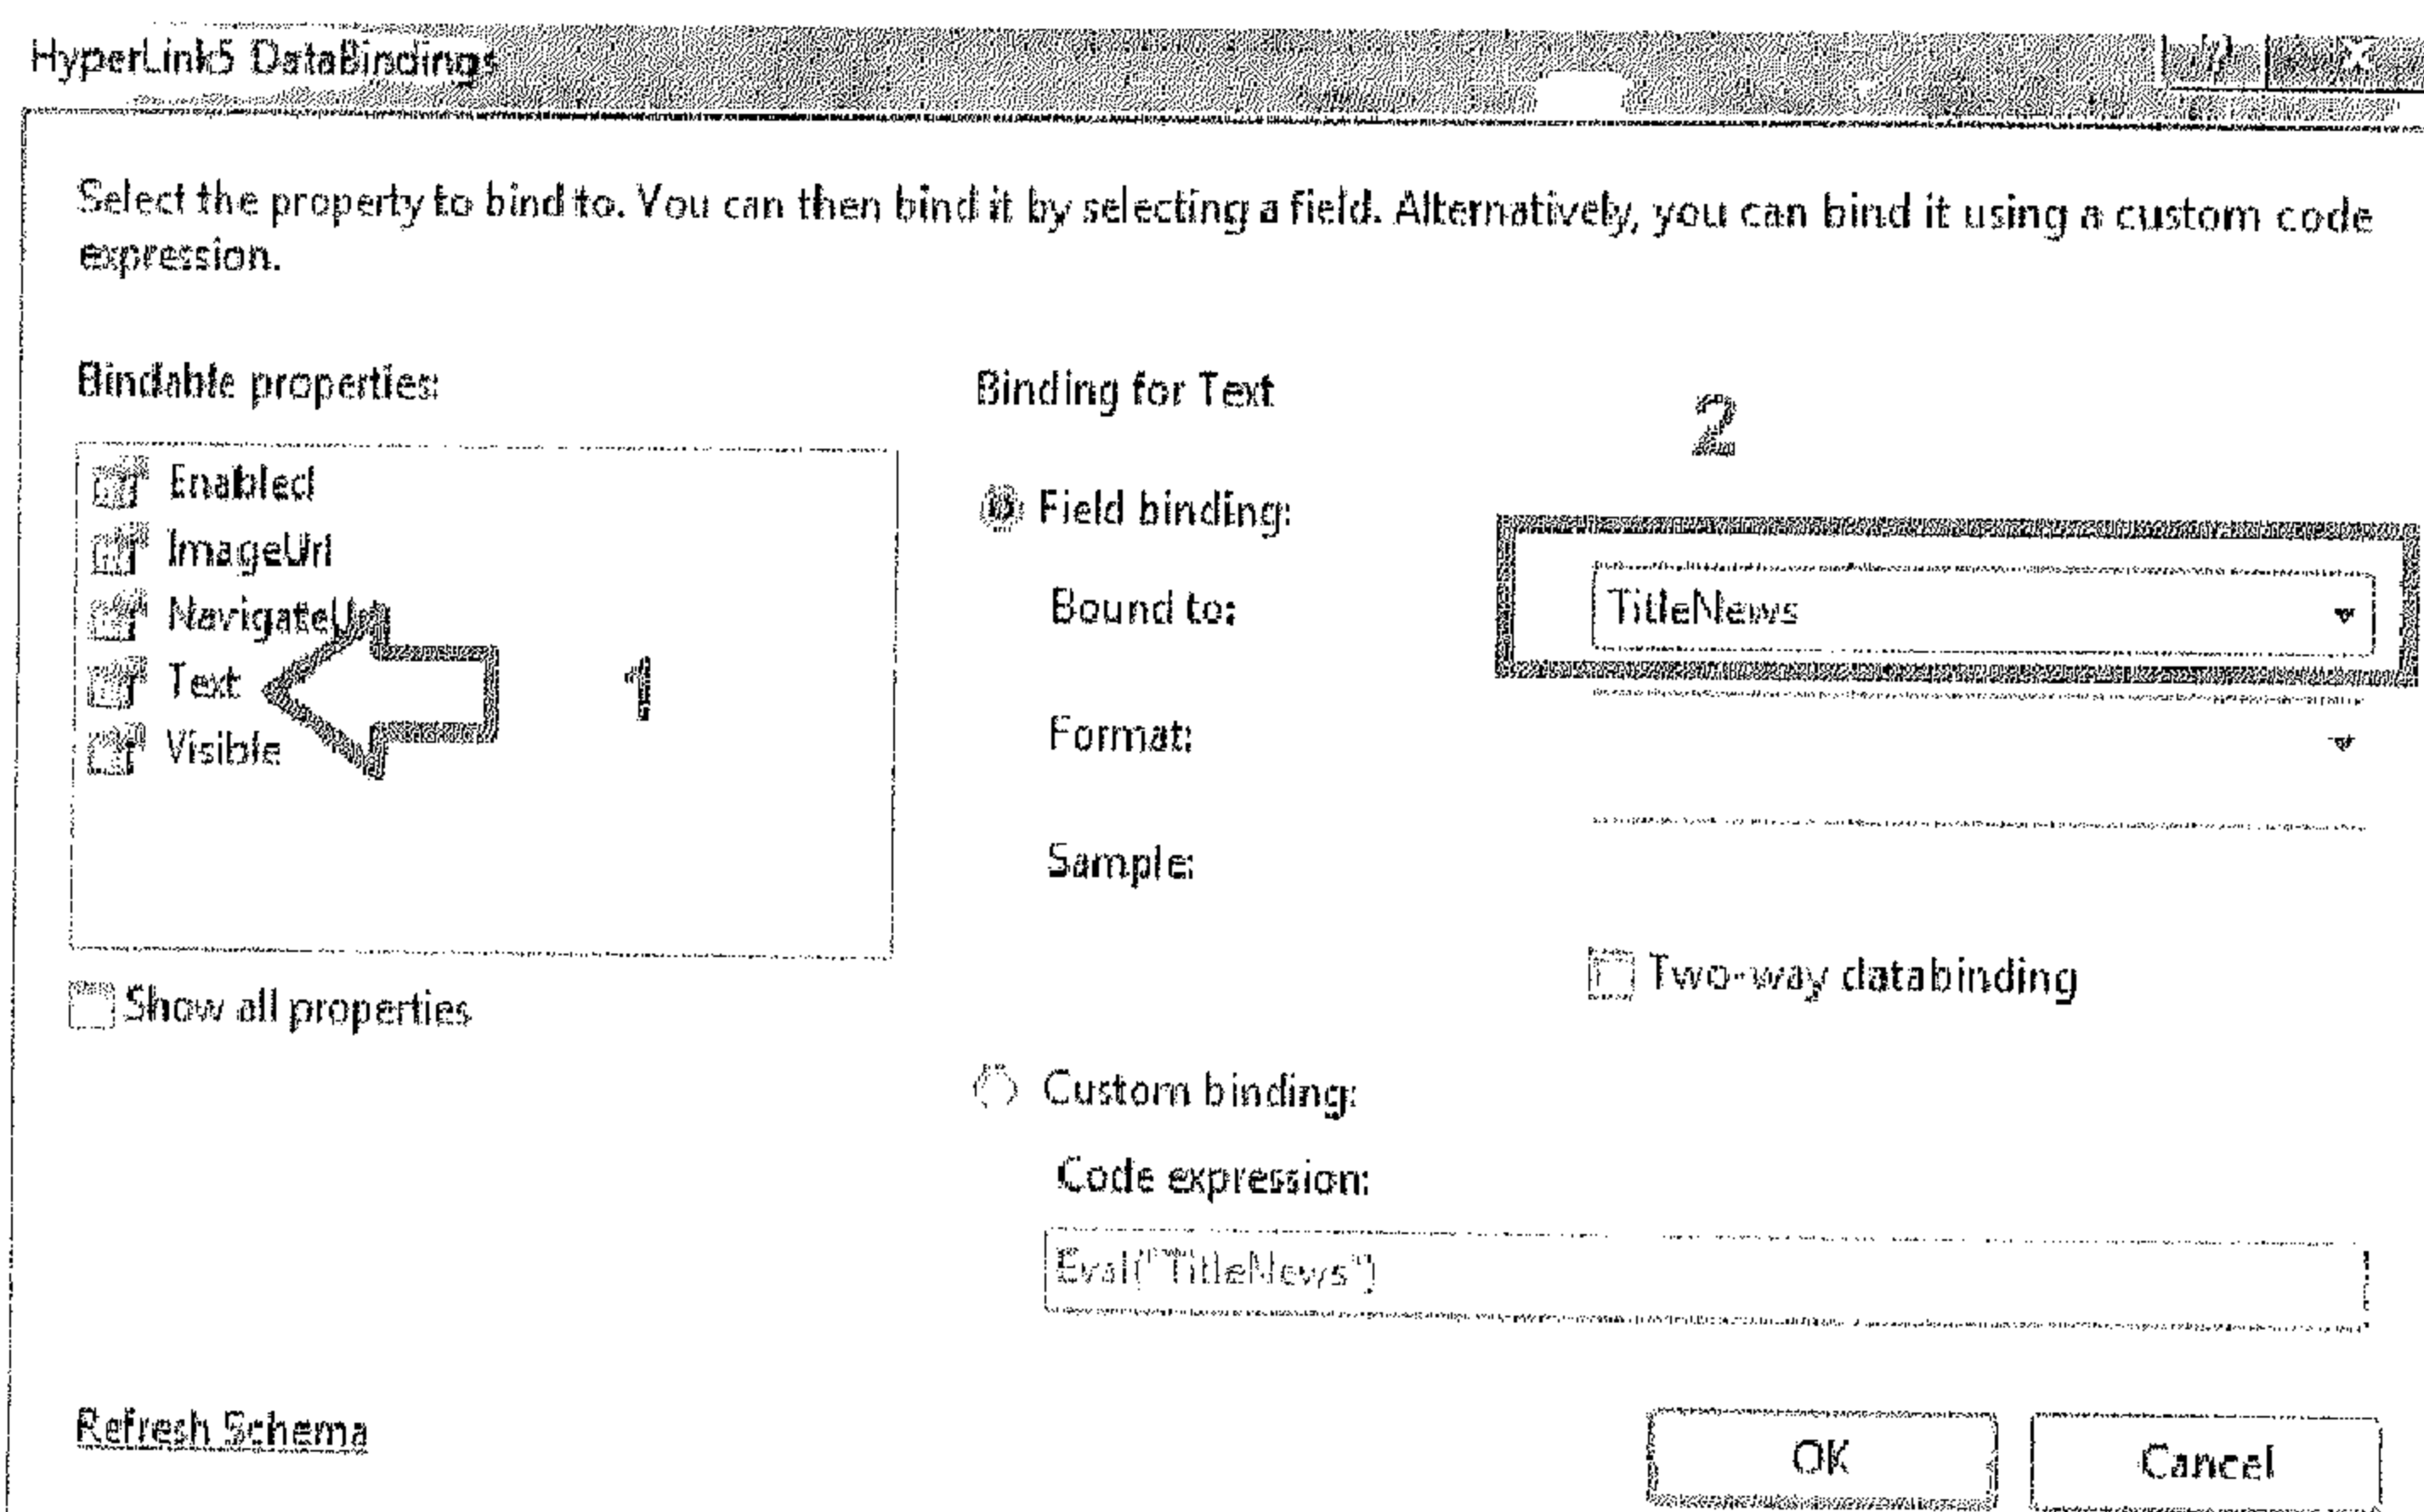 HyperLink5 DataBindings
Select the property to bind to. You can then bind it by selecting a field. Alternatively, you can bind it using a custom code
expression.
Bindable properties:
Enabled
ImageUrl
NavigateUrl
Text
Visible
1
Show all properties
Binding for Text
2
Field binding:
Bound to:
TitleNews
Format:
Sample:
Two-way databinding
Custom binding:
Code expression:
Eval("TitleNews")
Refresh Schema
OK
Cancel